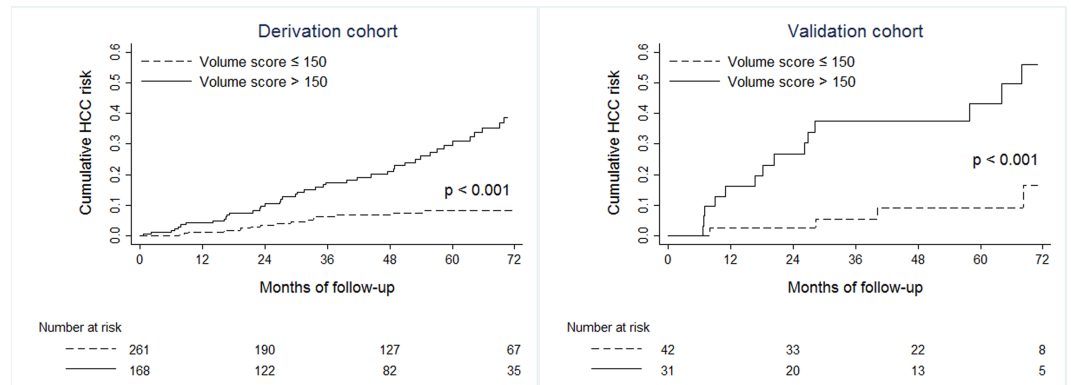 Derivation cohort
Volume score ≤ 150
Volume score > 150
Cumulative HCC risk
0.0 0.1 0.2 0.3 0.4 0.5 0.6
p < 0.001
0 12 24 36 48 60 72
Months of follow-up
Number at risk
261 190 127 67
168 122 82 35
Validation cohort
Volume score ≤ 150
Volume score > 150
Cumulative HCC risk
0.0 0.1 0.2 0.3 0.4 0.5 0.6
p < 0.001
0 12 24 36 48 60 72
Months of follow-up
Number at risk
42 33 22 8
31 20 13 5